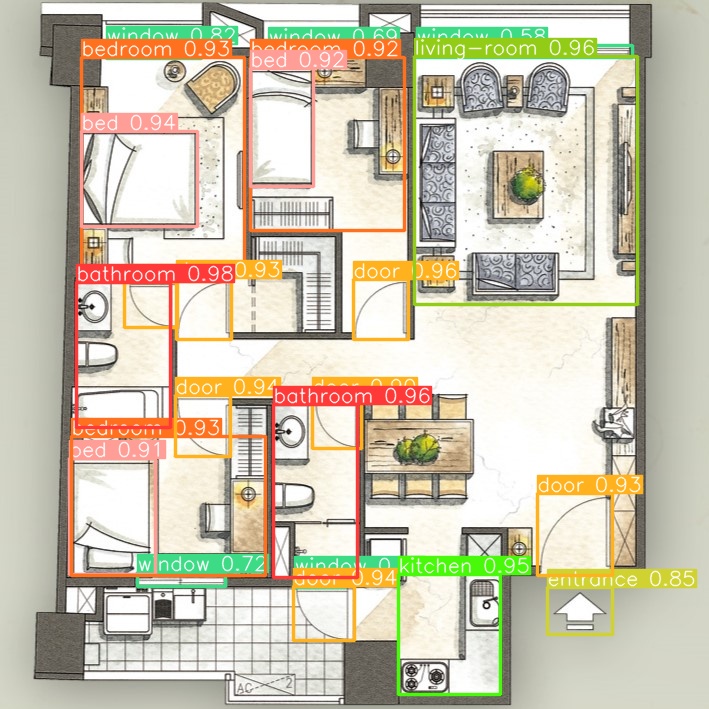 window 0.82
window 0.69
window 0.58
bedroom 0.93
bedroom 0.92
living-room 0.96
bed 0.92
bed 0.94
bathroom 0.98
0.93
door 0.96
door 0.94
door
bathroom 0.96
bedroom 0.93
bed 0.91
door 0.93
window 0.72
window 0.
kitchen 0.95
door 0.94
entrance 0.85
AC
2